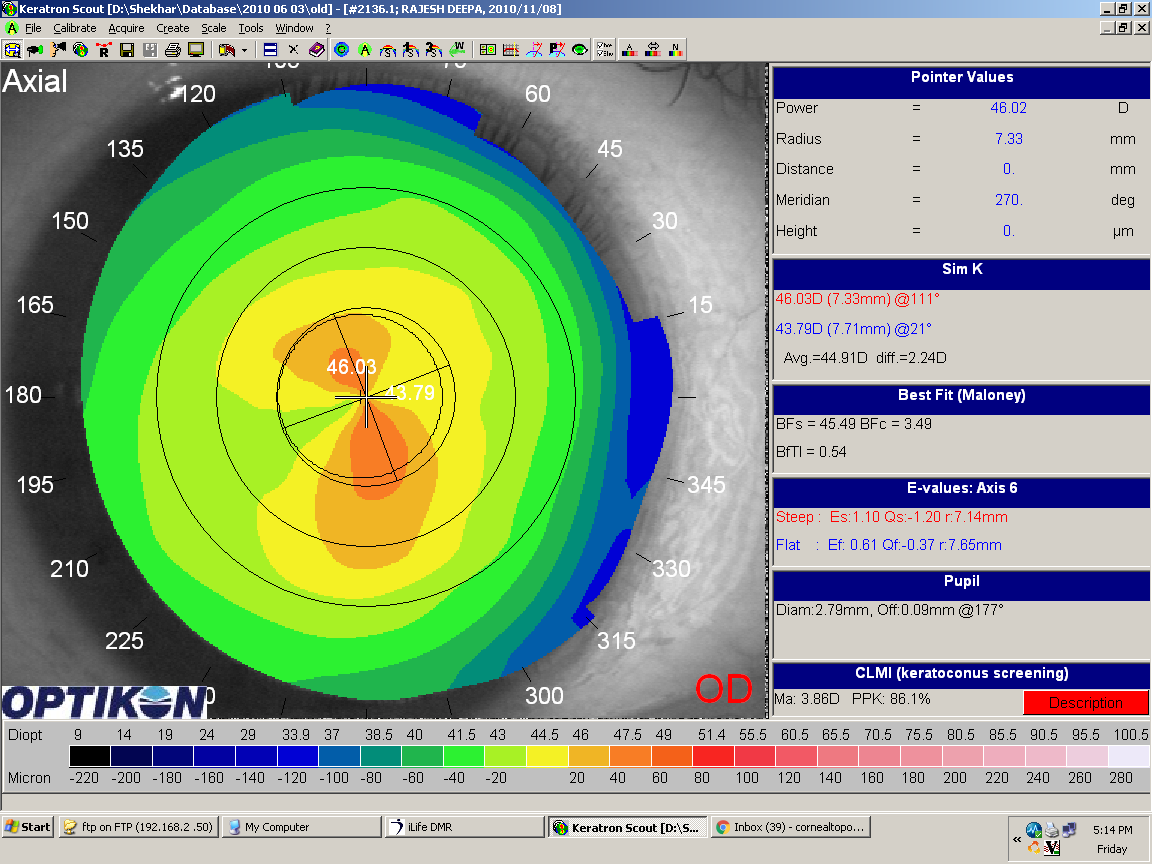 Keratron Scout [D:\Shekhar\Database\2010 06 03\old] - [#2136.1; RAJESH DEEPA, 2010/11/08]
File Calibrate Acquire Create Scale Tools Window ?
Axial
120
60
135
45
150
30
165
15
180
195
345
210
330
225
315
300
46.03
43.79
OD
OPTIKON
Pointer Values
Power = 46.02 D
Radius = 7.33 mm
Distance = 0. mm
Meridian = 270. deg
Height = 0. µm
Sim K
46.03D (7.33mm) @111°
43.79D (7.71mm) @21°
Avg.=44.91D diff.=2.24D
Best Fit (Maloney)
BFs = 45.49 BFc = 3.49
BfTI = 0.54
E-values: Axis 6
Steep : Es:1.10 Qs:-1.20 r:7.14mm
Flat : Ef: 0.61 Qf:-0.37 r:7.65mm
Pupil
Diam:2.79mm, Off:0.09mm @177°
CLMI (keratoconus screening)
Ma: 3.86D PPK: 86.1%
Description
Diopt 9 14 19 24 29 33.9 37 38.5 40 41.5 43 44.5 46 47.5 49 51.4 55.5 60.5 65.5 70.5 75.5 80.5 85.5 90.5 95.5 100.5
Micron -220 -200 -180 -160 -140 -120 -100 -80 -60 -40 -20 20 40 60 80 100 120 140 160 180 200 220 240 260 280
Start
ftp on FTP (192.168.2 .50)
My Computer
iLife DMR
Keratron Scout [D:\S...
Inbox (39) - cornealtopo...
5:14 PM
Friday